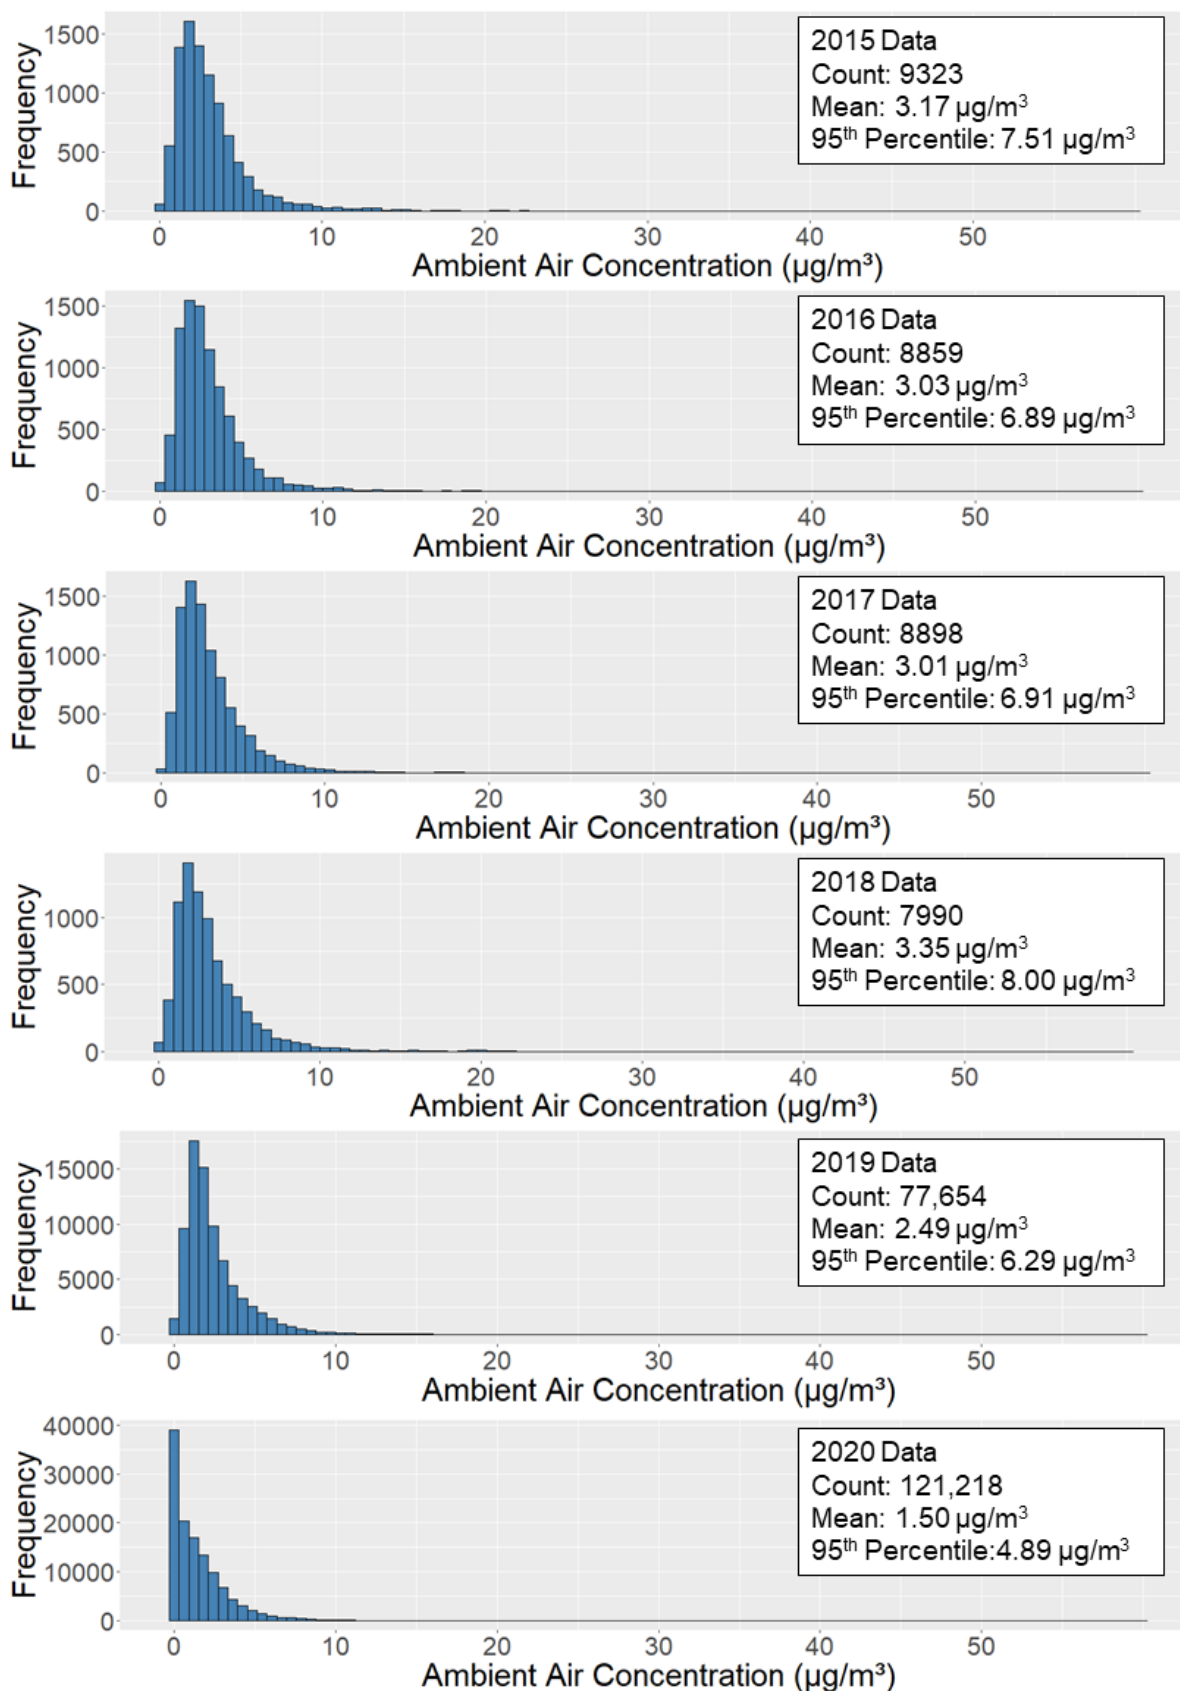 1500
1000
500
0
Frequency
0 10 20 30 40 50
Ambient Air Concentration (µg/m³)
2015 Data
Count: 9323
Mean: 3.17 µg/m³
95th Percentile: 7.51 µg/m³
1500
1000
500
0
Frequency
0 10 20 30 40 50
Ambient Air Concentration (µg/m³)
2016 Data
Count: 8859
Mean: 3.03 µg/m³
95th Percentile: 6.89 µg/m³
1500
1000
500
0
Frequency
0 10 20 30 40 50
Ambient Air Concentration (µg/m³)
2017 Data
Count: 8898
Mean: 3.01 µg/m³
95th Percentile: 6.91 µg/m³
1000
500
0
Frequency
0 10 20 30 40 50
Ambient Air Concentration (µg/m³)
2018 Data
Count: 7990
Mean: 3.35 µg/m³
95th Percentile: 8.00 µg/m³
15000
10000
5000
0
Frequency
0 10 20 30 40 50
Ambient Air Concentration (µg/m³)
2019 Data
Count: 77,654
Mean: 2.49 µg/m³
95th Percentile: 6.29 µg/m³
40000
30000
20000
10000
0
Frequency
0 10 20 30 40 50
Ambient Air Concentration (µg/m³)
2020 Data
Count: 121,218
Mean: 1.50 µg/m³
95th Percentile:4.89 µg/m³